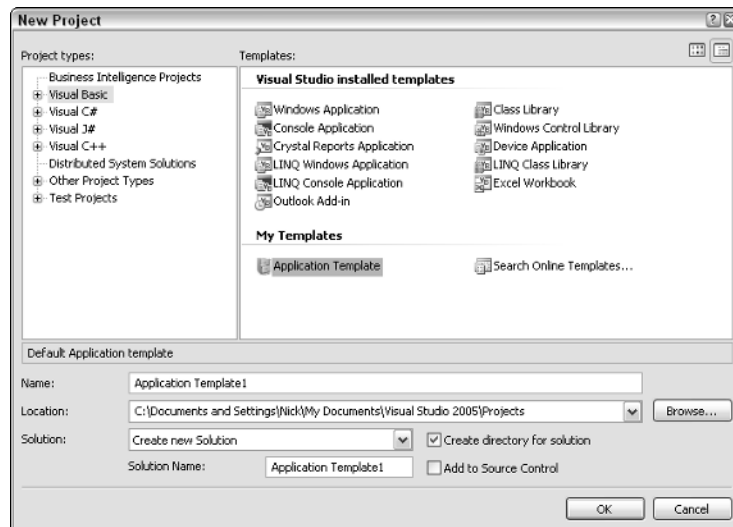 New Project
Project types:
Templates:
Business Intelligence Projects
Visual Basic
Visual C#
Visual J#
Visual C++
Distributed System Solutions
Other Project Types
Test Projects
Visual Studio installed templates
Windows Application
Class Library
Console Application
Windows Control Library
Crystal Reports Application
Device Application
LINQ Windows Application
LINQ Class Library
LINQ Console Application
Excel Workbook
Outlook Add-in
My Templates
Application Template
Search Online Templates...
Default Application template
Name:
Application Template1
Location:
C:\Documents and Settings\Nick\My Documents\Visual Studio 2005\Projects
Browse...
Solution:
Create new Solution
Create directory for solution
Solution Name:
Application Template1
Add to Source Control
OK
Cancel